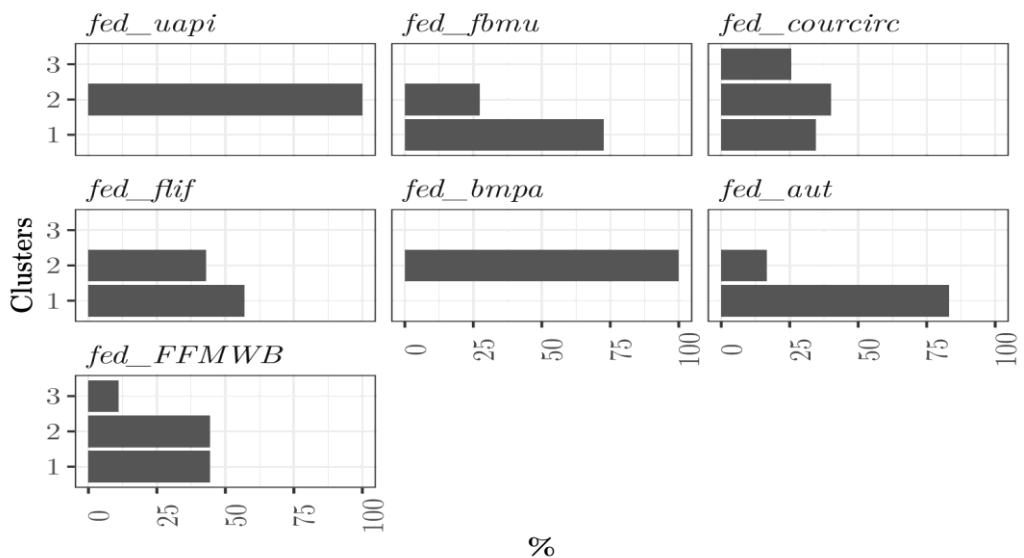 fed_uapi fed_fbmu fed_courcirc
3
2
1
fed_flif fed_bmpa fed_aut
Clusters
3
2
1
0 25 50 75 100 0 25 50 75 100
fed_FFMWB
3
2
1
0 25 50 75 100
%